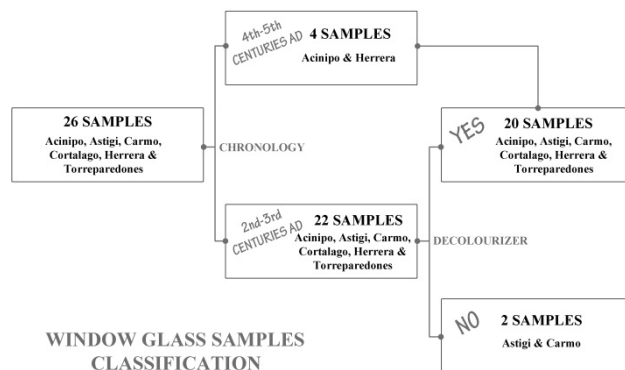 4th-5th
CENTURIES AD
4 SAMPLES
Acinipo & Herrera
26 SAMPLES
Acinipo, Astigi, Carmo,
Cortalago, Herrera &
Torreparedones
CHRONOLOGY
YES
20 SAMPLES
Acinipo, Astigi, Carmo,
Cortalago, Herrera &
Torreparedones
2nd-3rd
CENTURIES AD
22 SAMPLES
Acinipo, Astigi, Carmo,
Cortalago, Herrera &
Torreparedones
DECOLOURIZER
NO
2 SAMPLES
Astigi & Carmo
WINDOW GLASS SAMPLES
CLASSIFICATION